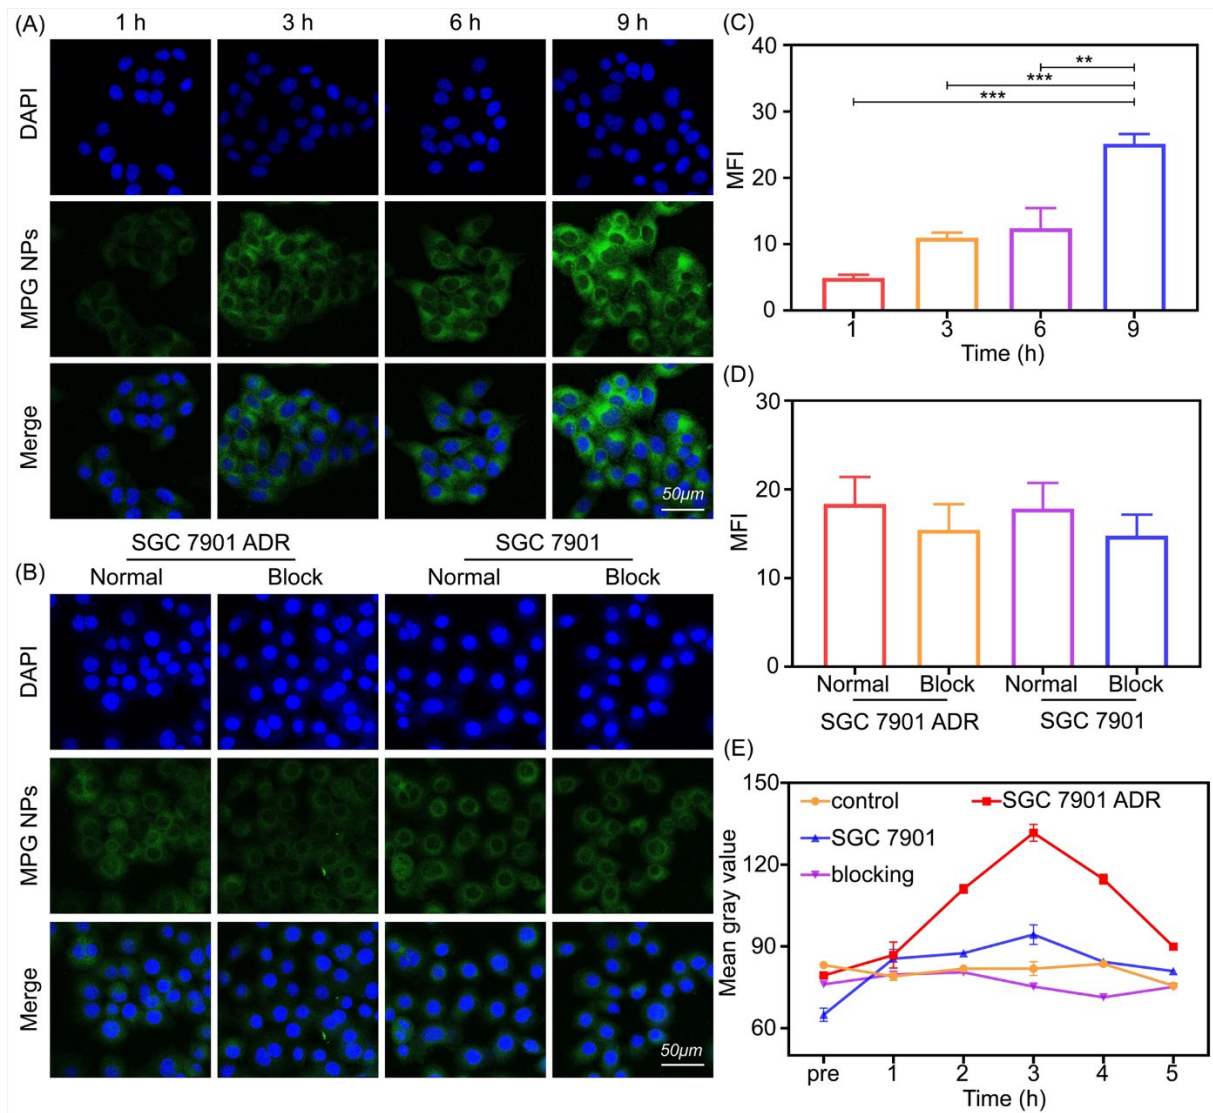 (A)
1 h 3 h 6 h 9 h
DAPI
MPG NPs
Merge
50µm
(B)
SGC 7901 ADR SGC 7901
Normal Block Normal Block
DAPI
MPG NPs
Merge
50µm
(C)
40
30
20
10
0
MFI
**
***
***
1 3 6 9
Time (h)
(D)
30
20
10
0
MFI
Normal Block Normal Block
SGC 7901 ADR SGC 7901
(E)
150
120
90
60
Mean gray value
control SGC 7901 ADR
SGC 7901
blocking
pre 1 2 3 4 5
Time (h)